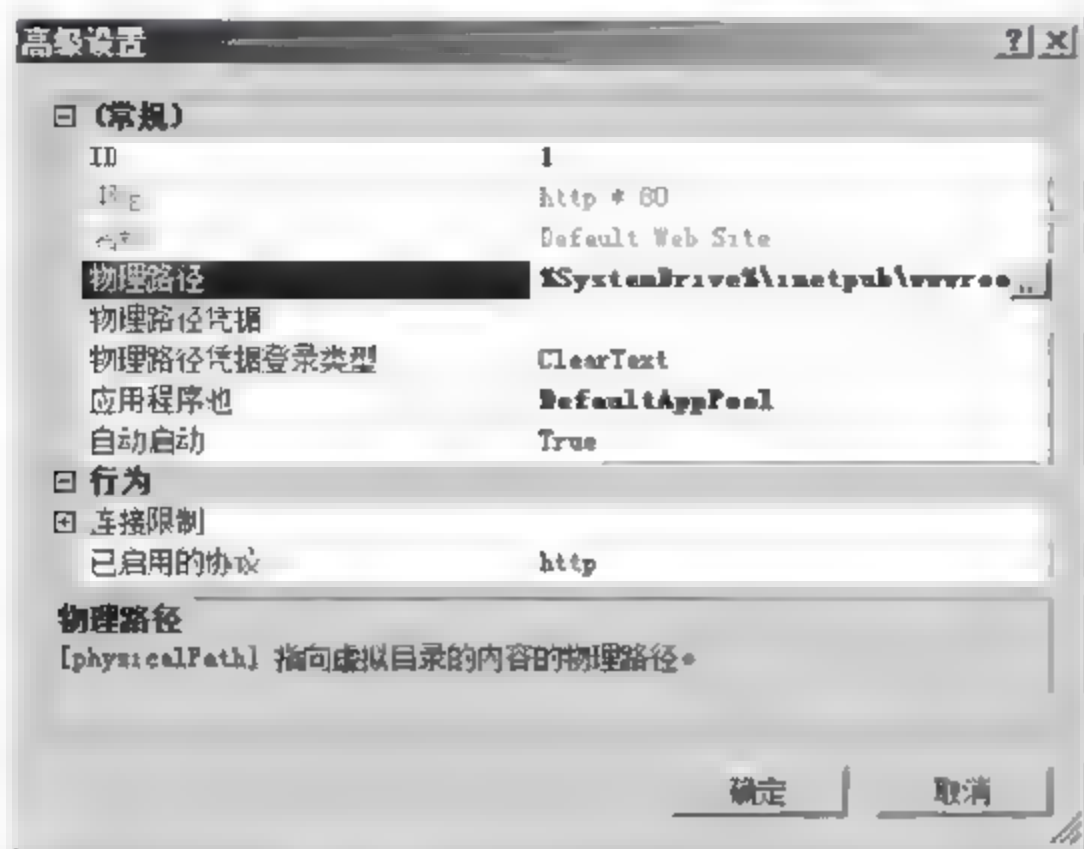 高级设置
(常规)
ID 1
http * 80
Default Web Site
物理路径 %SystemDrive%\inetpub\wwwroo ...
物理路径凭据
物理路径凭据登录类型 ClearText
应用程序池 DefaultAppPool
自动启动 True
行为
连接限制
已启用的协议 http
物理路径
[physicalPath] 指向虚拟目录的内容的物理路径。
确定 取消